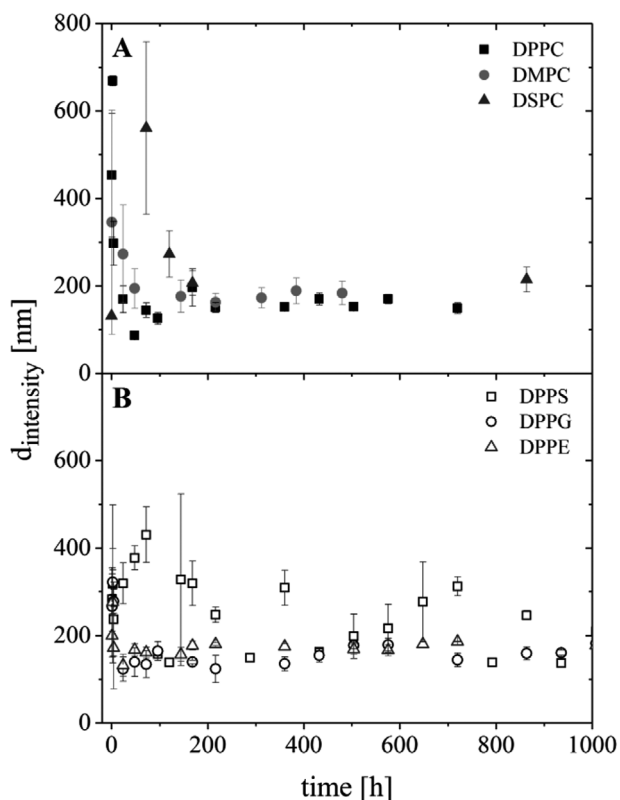 800
A
DPPC
DMPC
DSPC
600
400
200
0
B
DPPS
DPPG
DPPE
600
400
200
0
d_intensity [nm]
0 200 400 600 800 1000
time [h]